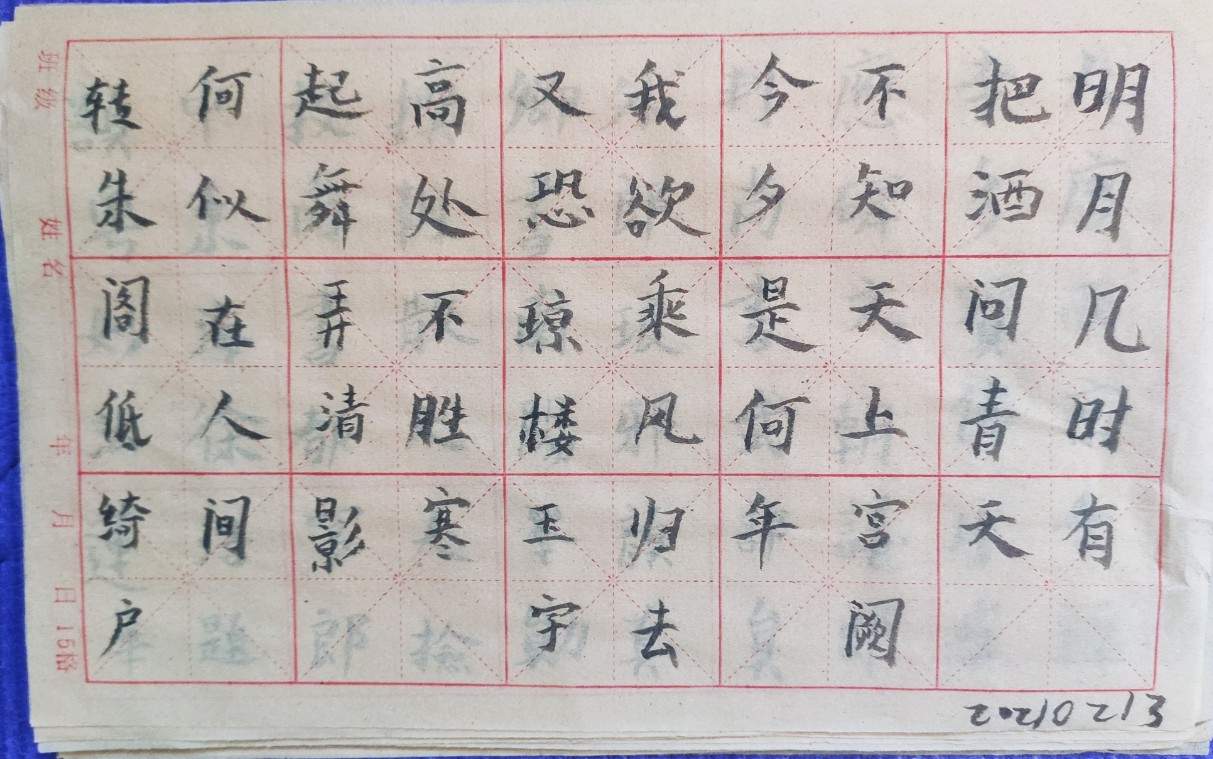 明月几时有
把酒问青天
不知天上宫阙
今夕是何年
我欲乘风归去
又恐琼楼玉宇
高处不胜寒
起舞弄清影
何似在人间
转朱阁低绮户
班级 姓名 年 月 日 15格
20210213